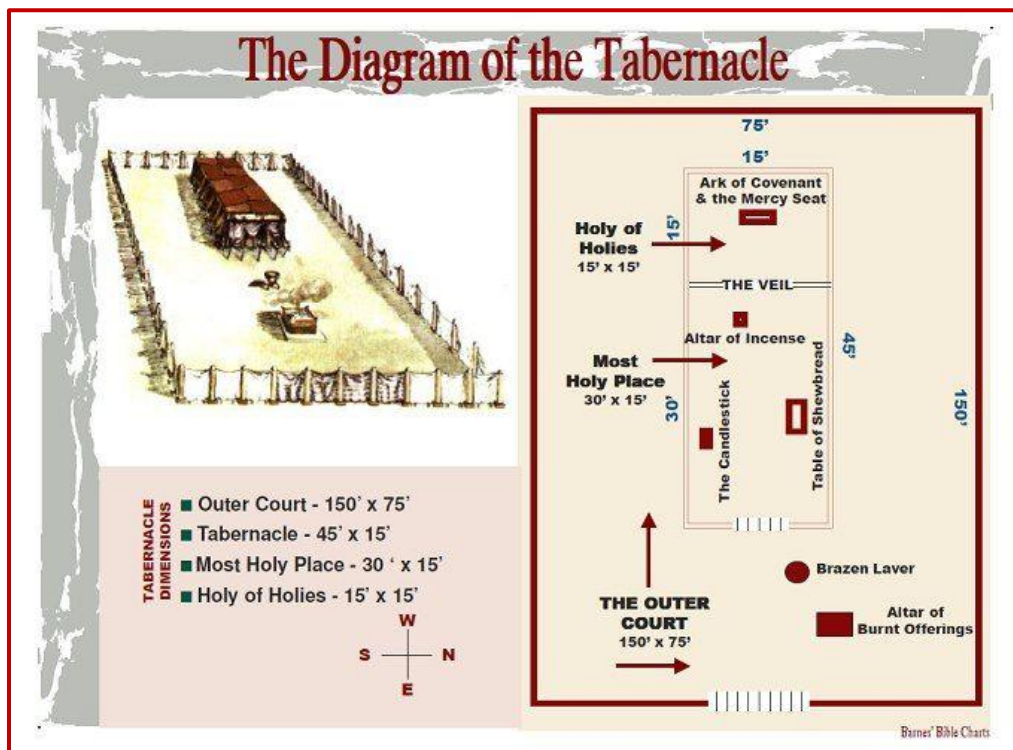 The Diagram of the Tabernacle
75'
15'
Ark of Covenant
& the Mercy Seat
15'
Holy of
Holies
15' x 15'
THE VEIL
Altar of Incense
45'
Most
Holy Place
30' x 15'
30'
The Candlestick
Table of Shewbread
150'
Brazen Laver
THE OUTER
COURT
150' x 75'
Altar of
Burnt Offerings
TABERNACLE
DIMENSIONS
Outer Court - 150' x 75'
Tabernacle - 45' x 15'
Most Holy Place - 30 ' x 15'
Holy of Holies - 15' x 15'
W
S N
E
Barnes' Bible Charts